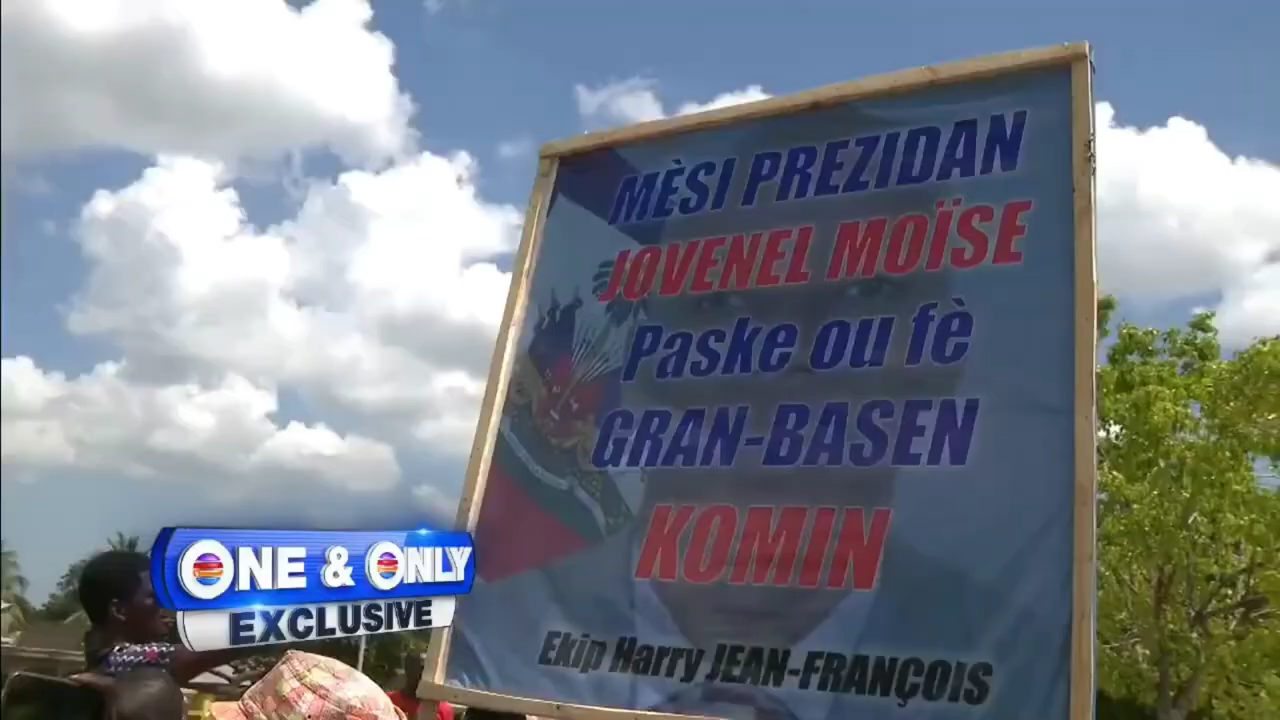 MÈSI PREZIDAN
JOVENEL MOÏSE
Paske ou fè
GRAN-BASEN
KOMIN
Ekip Harry JEAN-FRANÇOIS
ONE & ONLY
EXCLUSIVE